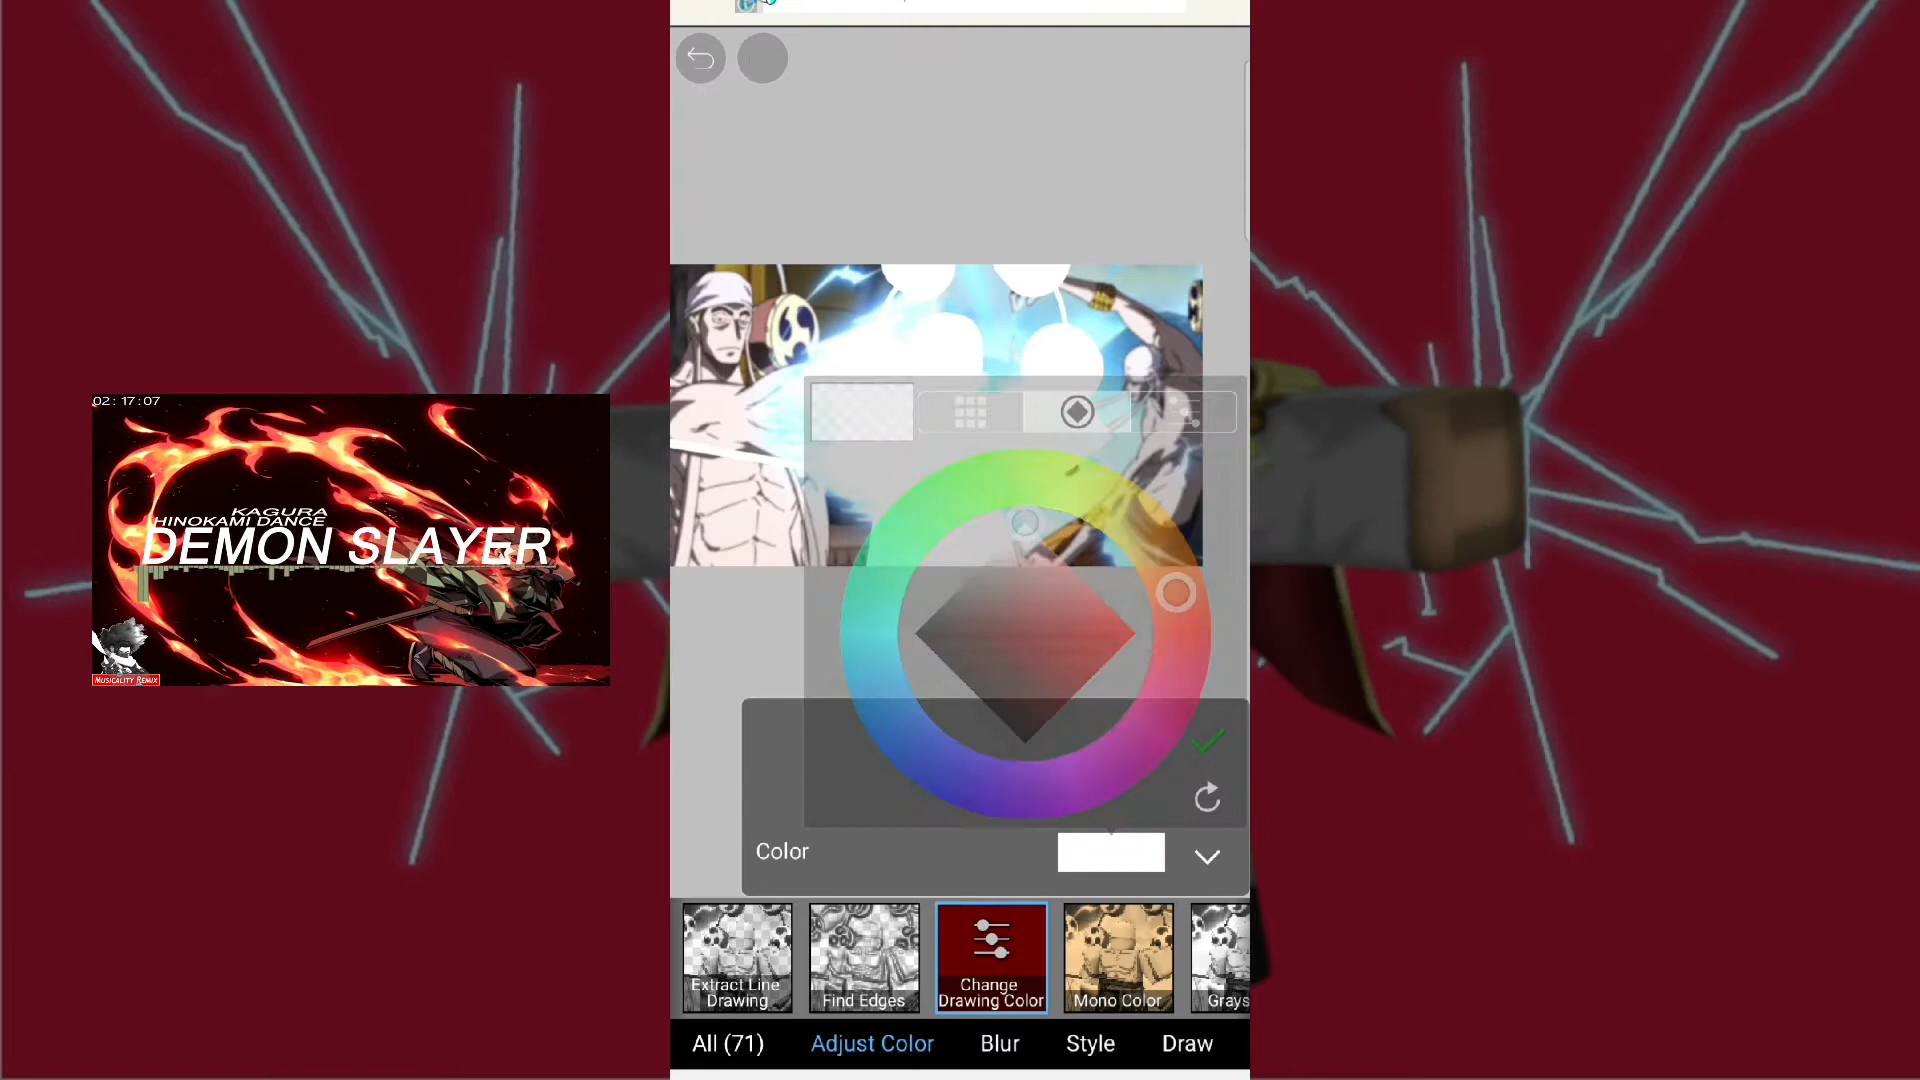 02: 17:07
KAGURA
HINOKAMI DANCE
DEMON SLAYER
MUSICALITY REMIX
Color
Extract Line
Drawing
Find Edges
Change
Drawing Color
Mono Color
Grays
All (71)
Adjust Color
Blur
Style
Draw